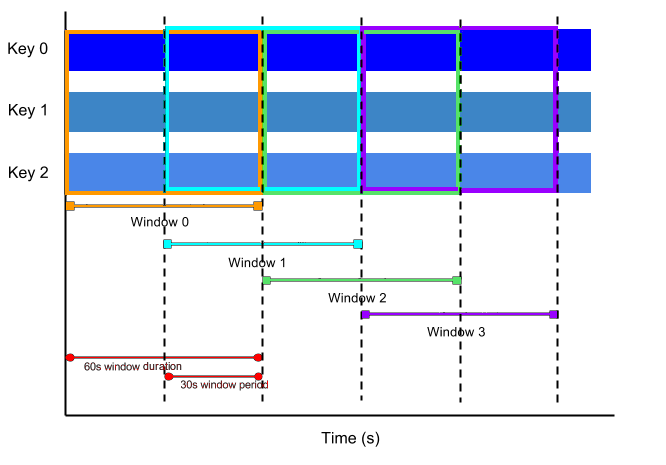 Key 0
Key 1
Key 2
Window 0
Window 1
Window 2
Window 3
60s window duration
30s window period
Time (s)